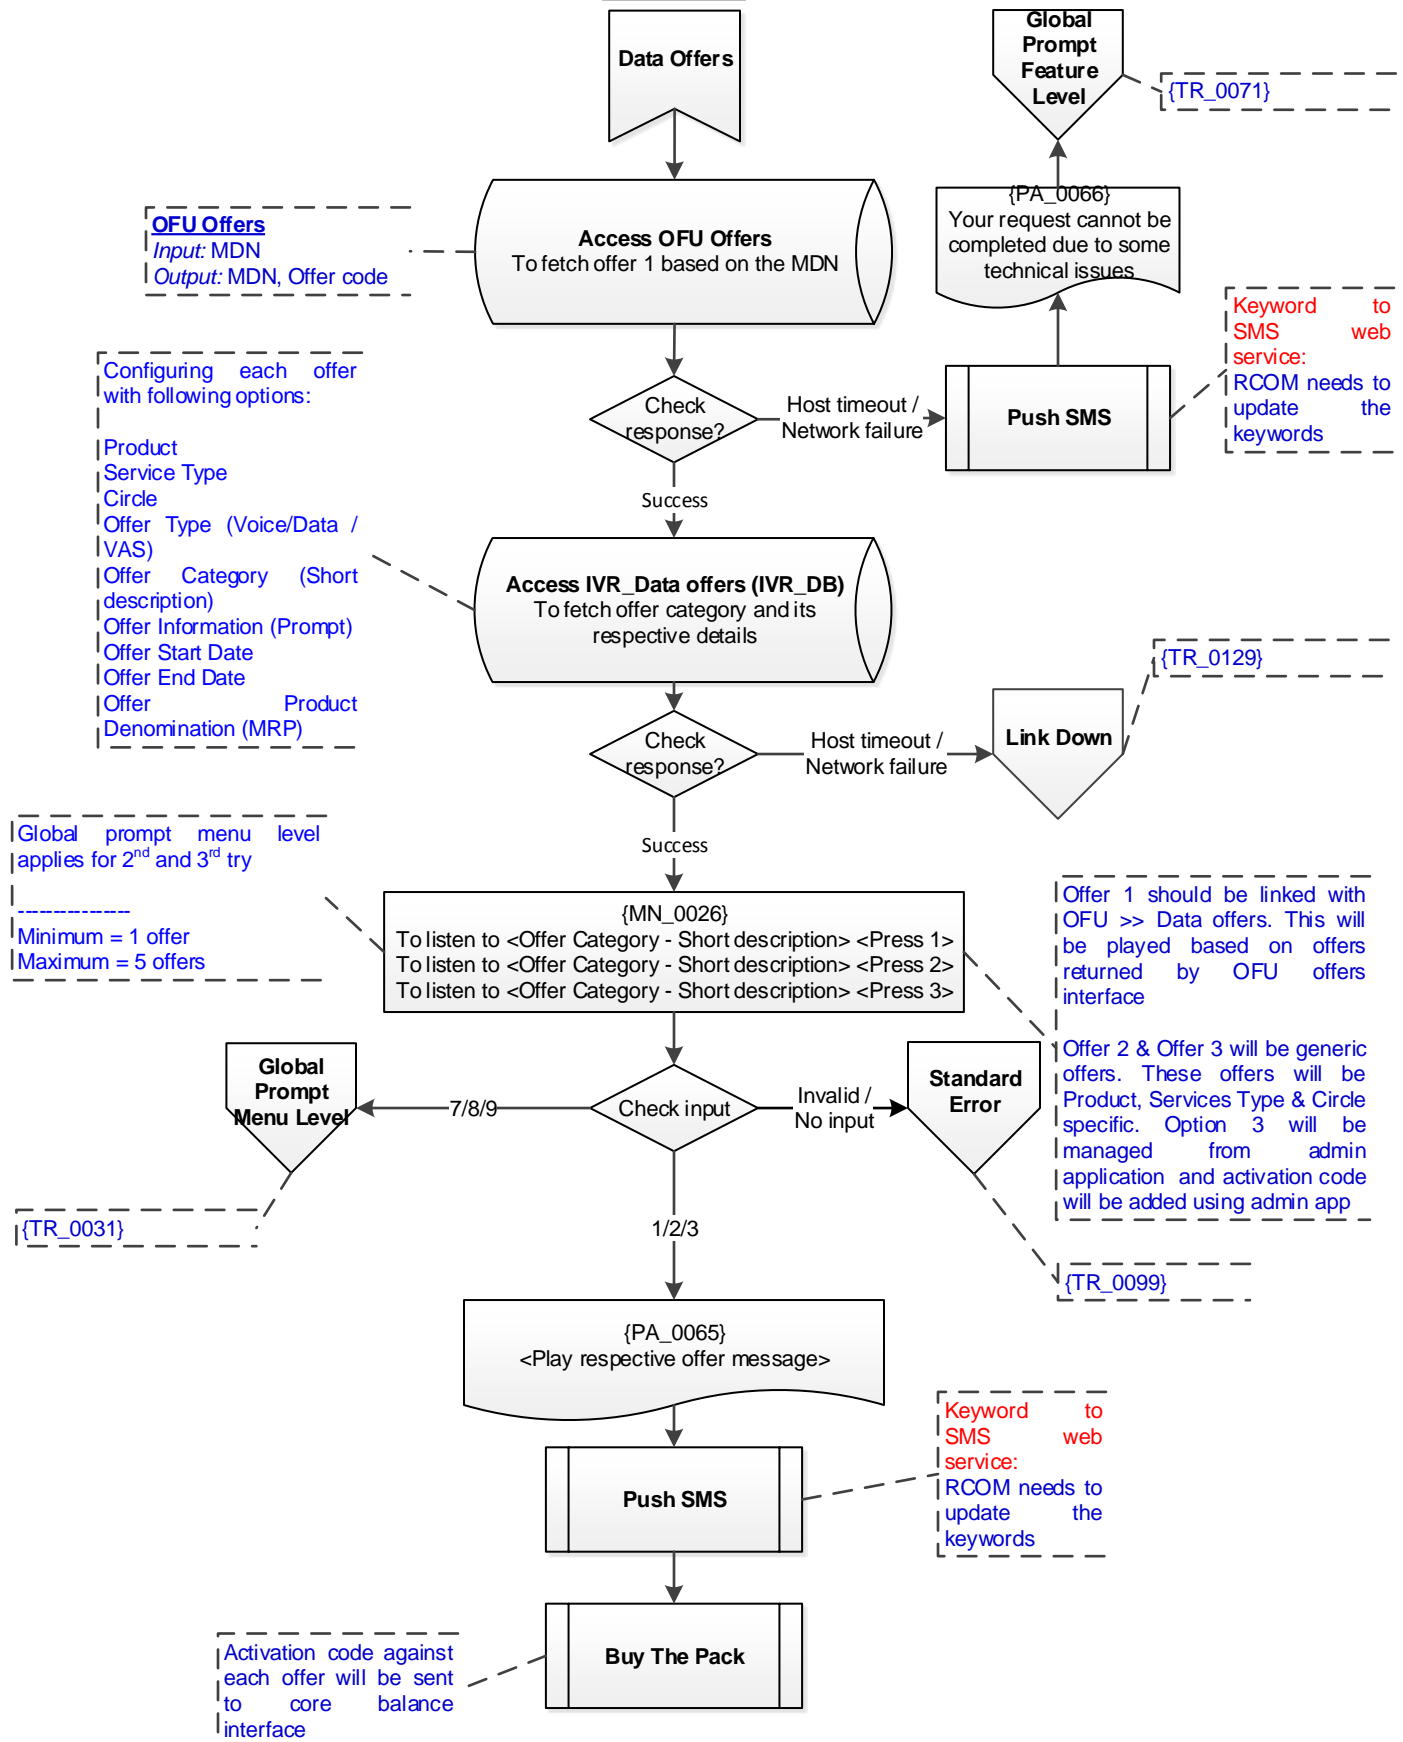 Data Offers
Global
Prompt
Feature
Level
{TR_0071}
OFU Offers
Input: MDN
Output: MDN, Offer code
Access OFU Offers
To fetch offer 1 based on the MDN
{PA_0066}
Your request cannot be
completed due to some
technical issues
Keyword to
SMS web
service:
RCOM needs to
update the
keywords
Configuring each offer
with following options:
Product
Service Type
Circle
Offer Type (Voice/Data /
VAS)
Offer Category (Short
description)
Offer Information (Prompt)
Offer Start Date
Offer End Date
Offer Product
Denomination (MRP)
Check
response?
Host timeout /
Network failure
Push SMS
Success
Access IVR_Data offers (IVR_DB)
To fetch offer category and its
respective details
{TR_0129}
Check
response?
Host timeout /
Network failure
Link Down
Success
Global prompt menu level
applies for 2nd and 3rd try
----------------
Minimum = 1 offer
Maximum = 5 offers
{MN_0026}
To listen to <Offer Category - Short description> <Press 1>
To listen to <Offer Category - Short description> <Press 2>
To listen to <Offer Category - Short description> <Press 3>
Offer 1 should be linked with
OFU >> Data offers. This will
be played based on offers
returned by OFU offers
interface
Offer 2 & Offer 3 will be generic
offers. These offers will be
Product, Services Type & Circle
specific. Option 3 will be
managed from admin
application and activation code
will be added using admin app
Global
Prompt
Menu Level
7/8/9
Check input
Invalid /
No input
Standard
Error
{TR_0031}
1/2/3
{TR_0099}
{PA_0065}
<Play respective offer message>
Keyword to
SMS web
service:
RCOM needs to
update the
keywords
Push SMS
Buy The Pack
Activation code against
each offer will be sent
to core balance
interface